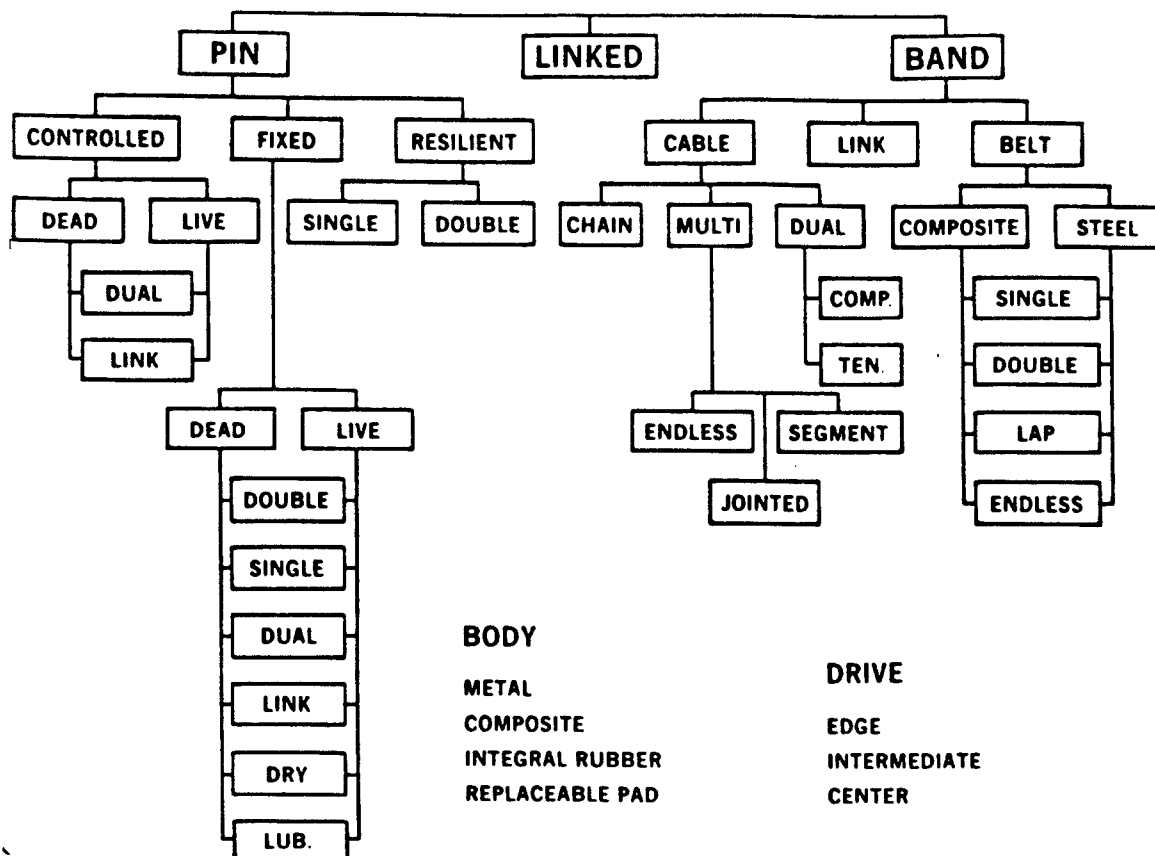 PIN
LINKED
BAND
CONTROLLED
FIXED
RESILIENT
CABLE
LINK
BELT
DEAD
LIVE
SINGLE
DOUBLE
CHAIN
MULTI
DUAL
COMPOSITE
STEEL
DUAL
LINK
COMP.
TEN.
SINGLE
DOUBLE
LAP
ENDLESS
ENDLESS
SEGMENT
JOINTED
DEAD
LIVE
DOUBLE
SINGLE
DUAL
LINK
DRY
LUB.
BODY
METAL
COMPOSITE
INTEGRAL RUBBER
REPLACEABLE PAD
DRIVE
EDGE
INTERMEDIATE
CENTER